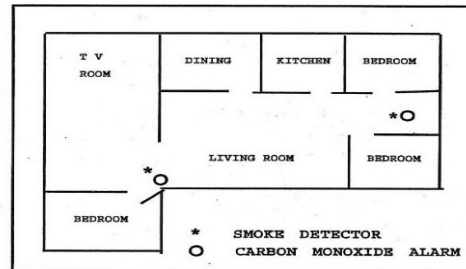 T V DINING KITCHEN BEDROOM
ROOM
* O
LIVING ROOM BEDROOM
* O
BEDROOM
* SMOKE DETECTOR
O CARBON MONOXIDE ALARM